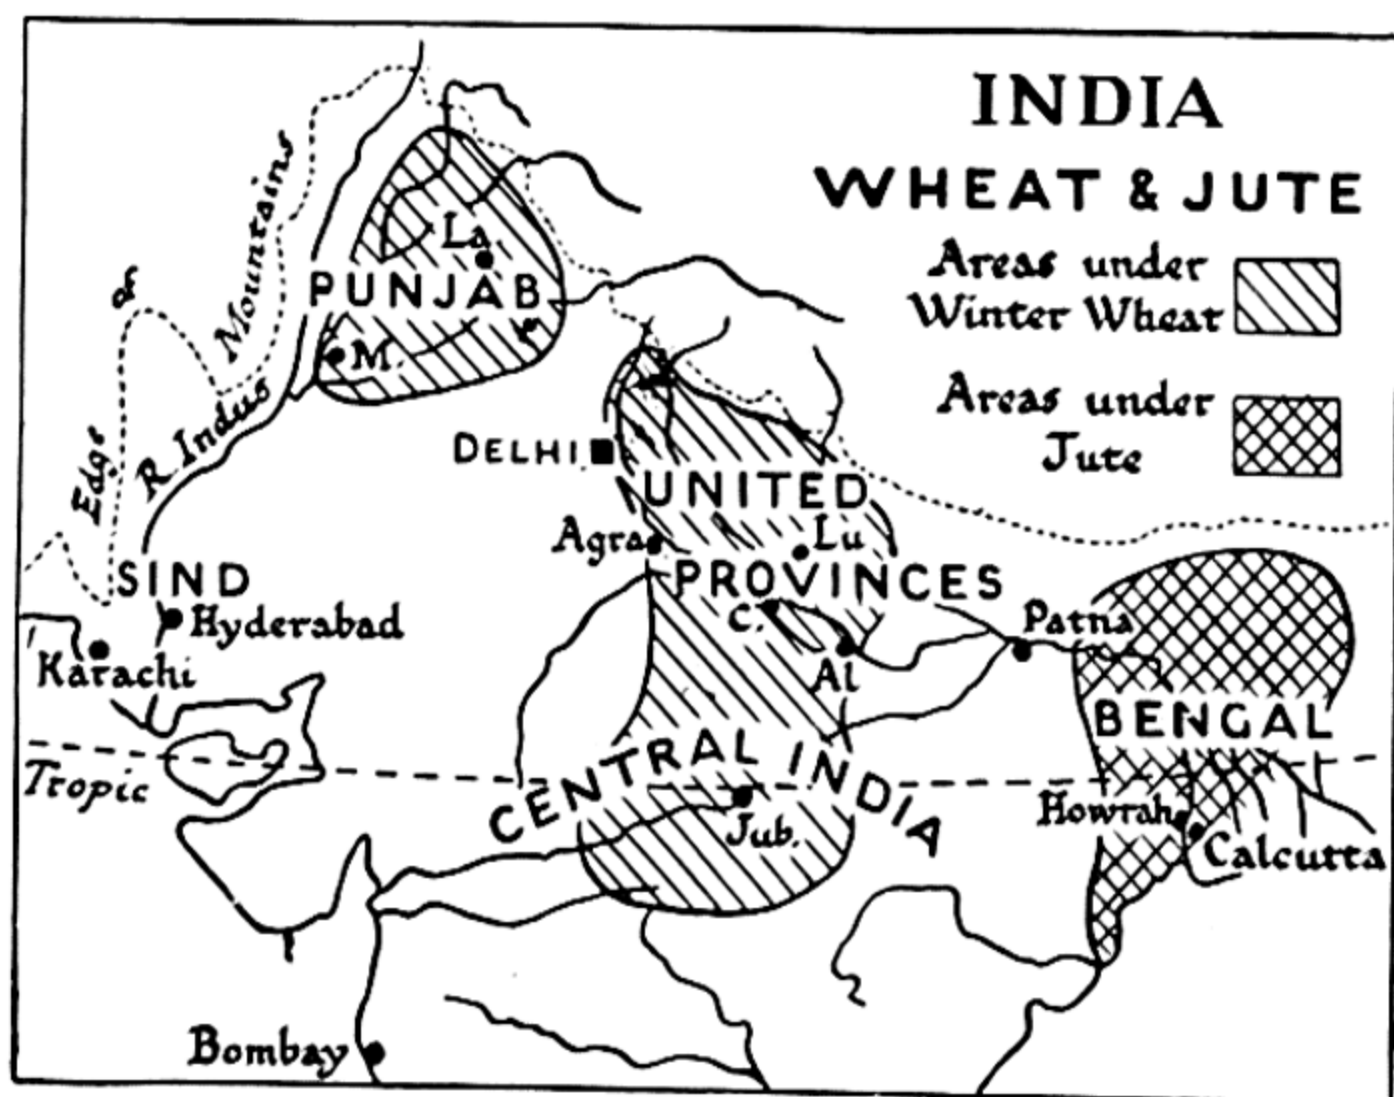 INDIA
WHEAT & JUTE
Areas under
Winter Wheat
Areas under
Jute
Edge of Mountains
R Indus
La
PUNJAB
M.
DELHI
UNITED
Agra
Lu
PROVINCES
C.
Al
SIND
Hyderabad
Karachi
Patna
BENGAL
Tropic
CENTRAL INDIA
Jub.
Howrah
Calcutta
Bombay